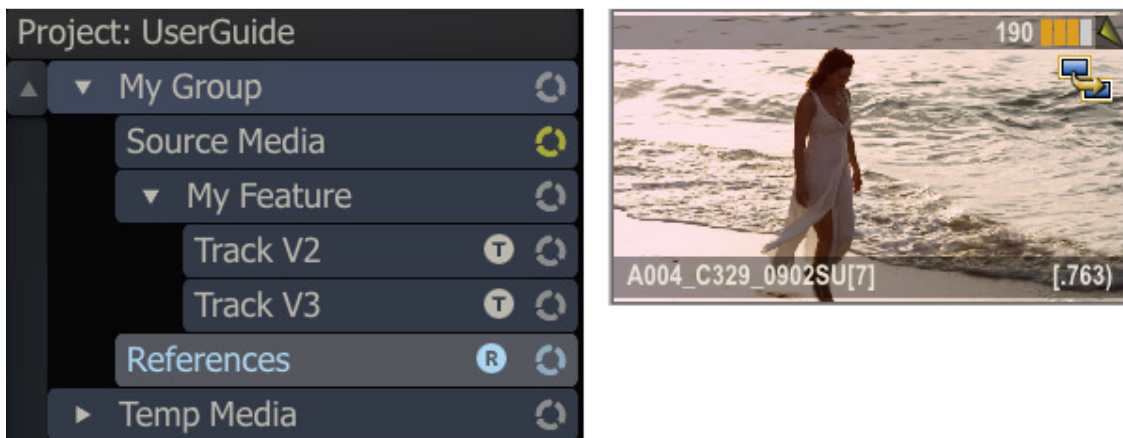 Project: UserGuide
My Group
Source Media
My Feature
Track V2 T
Track V3 T
References R
Temp Media
190
A004_C329_0902SU[7] [.763)